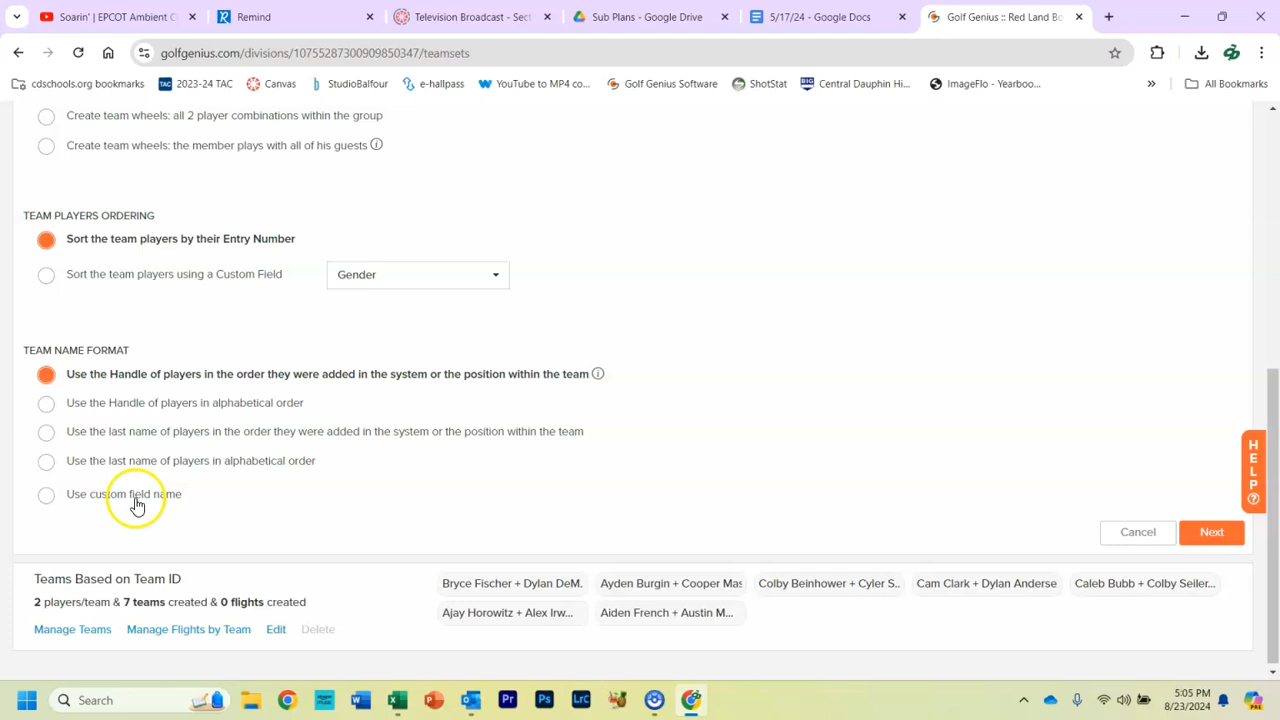 Soarin' | EPCOT Ambient C
Remind
Television Broadcast - Sect
Sub Plans - Google Drive
5/17/24 - Google Docs
Golf Genius :: Red Land Bo
golfgenius.com/divisions/10755287300909850347/teamsets
cdschools.org bookmarks
2023-24 TAC
Canvas
StudioBalfour
e-hallpass
YouTube to MP4 co...
Golf Genius Software
ShotStat
Central Dauphin Hi...
ImageFlo - Yearboo...
All Bookmarks
Create team wheels: all 2 player combinations within the group
Create team wheels: the member plays with all of his guests
TEAM PLAYERS ORDERING
Sort the team players by their Entry Number
Sort the team players using a Custom Field
Gender
TEAM NAME FORMAT
Use the Handle of players in the order they were added in the system or the position within the team
Use the Handle of players in alphabetical order
Use the last name of players in the order they were added in the system or the position within the team
Use the last name of players in alphabetical order
Use custom field name
HELP
Cancel
Next
Teams Based on Team ID
2 players/team & 7 teams created & 0 flights created
Manage Teams
Manage Flights by Team
Edit
Delete
Bryce Fischer + Dylan DeM.
Ayden Burgin + Cooper Mas
Colby Beinhower + Cyler S..
Cam Clark + Dylan Anderse
Caleb Bubb + Colby Seiler...
Ajay Horowitz + Alex Irw...
Aiden French + Austin M...
Search
5:05 PM
8/23/2024